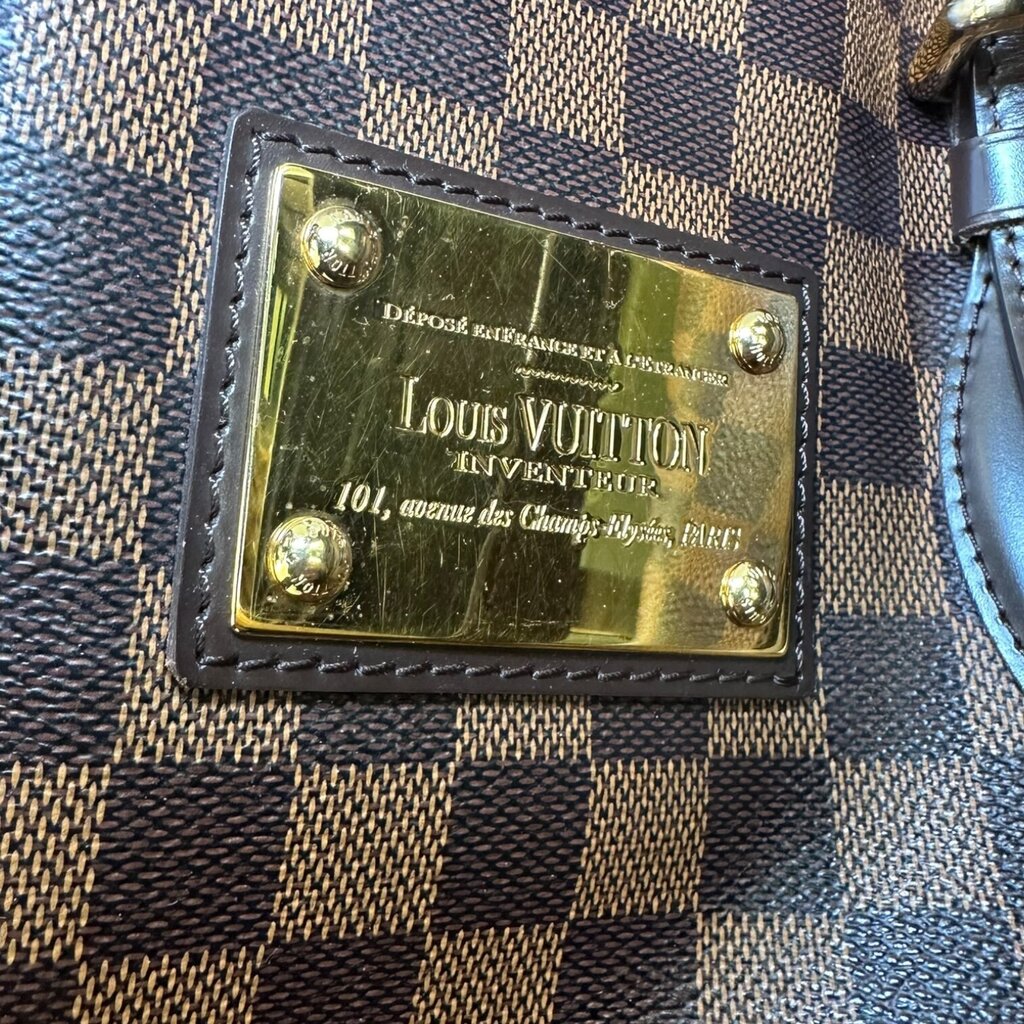 DÉPOSÉ EN FRANCE ET À L'ÉTRANGER
LOUIS VUITTON
INVENTEUR
101, avenue des Champs-Elysées, PARIS